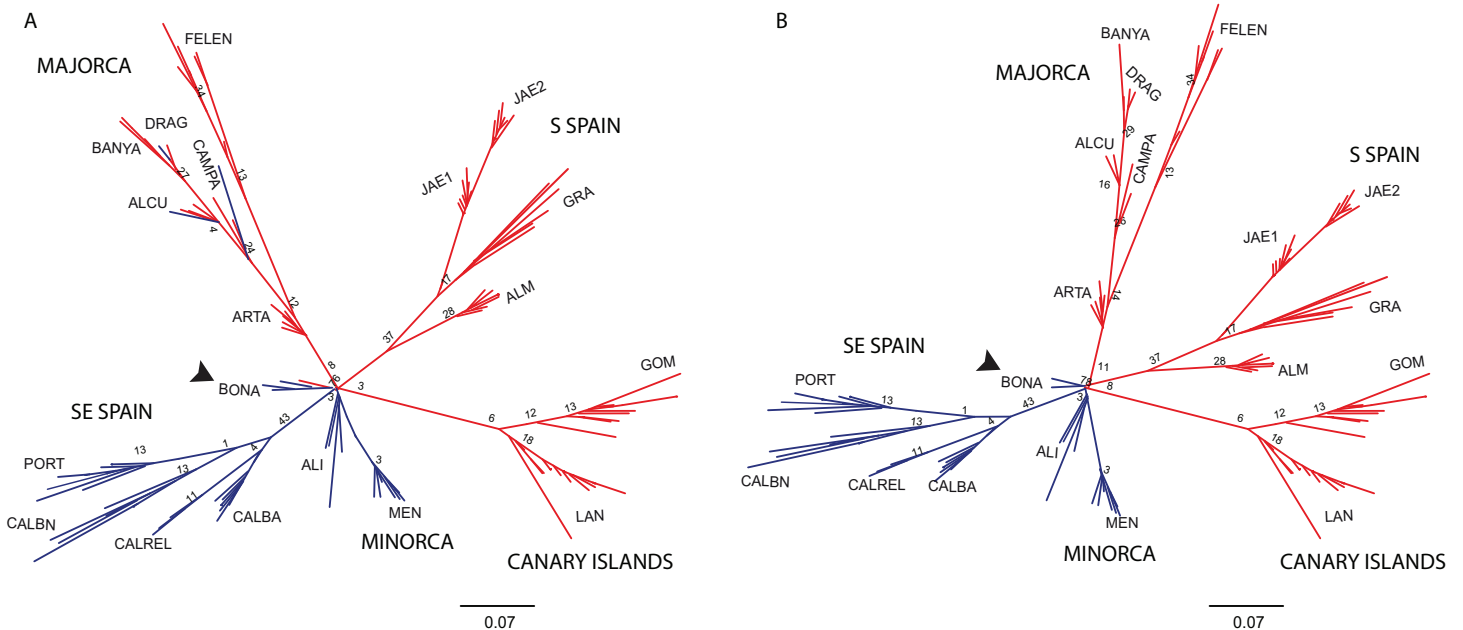 A
FELEN
MAJORCA
34
DRAG
BANYA
CAMPA
27
13
ALCU
4
24
12
ARTA
JAE2
S SPAIN
JAE1
GRA
17
ALM
28
37
8
76
3
BONA
3
GOM
6
12
13
18
LAN
CANARY ISLANDS
SE SPAIN
43
13
1
4
PORT
13
11
CALBN
CALREL
CALBA
ALI
3
MEN
MINORCA
0.07
B
BANYA
FELEN
MAJORCA
DRAG
34
29
ALCU
CAMPA
16
13
26
ARTA
14
S SPAIN
JAE2
JAE1
GRA
17
37
28
ALM
11
8
BONA
3
GOM
6
12
13
18
LAN
CANARY ISLANDS
SE SPAIN
PORT
13
1
43
4
13
11
CALBN
CALREL
CALBA
ALI
3
MEN
MINORCA
0.07